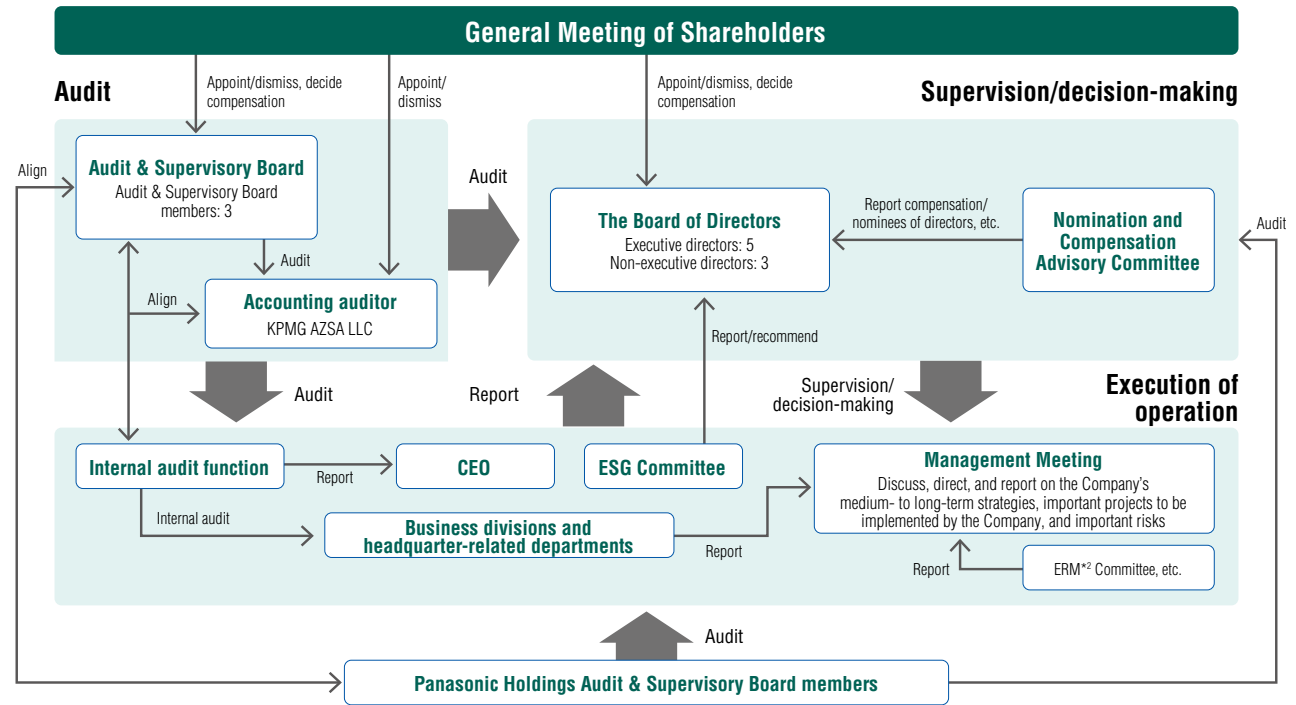 General Meeting of Shareholders
Audit
Appoint/dismiss, decide
compensation
Appoint/
dismiss
Appoint/dismiss, decide
compensation
Supervision/decision-making
Align
Audit & Supervisory Board
Audit & Supervisory Board
members: 3
Audit
Align
Accounting auditor
KPMG AZSA LLC
Audit
The Board of Directors
Executive directors: 5
Non-executive directors: 3
Report compensation/
nominees of directors, etc.
Nomination and
Compensation
Advisory Committee
Audit
Report/recommend
Audit
Report
Supervision/
decision-making
Execution of
operation
Internal audit function
Report
CEO
ESG Committee
Management Meeting
Discuss, direct, and report on the Company's
medium- to long-term strategies, important projects to be
implemented by the Company, and important risks
Internal audit
Business divisions and
headquarter-related departments
Report
Report
ERM*2 Committee, etc.
Audit
Panasonic Holdings Audit & Supervisory Board members